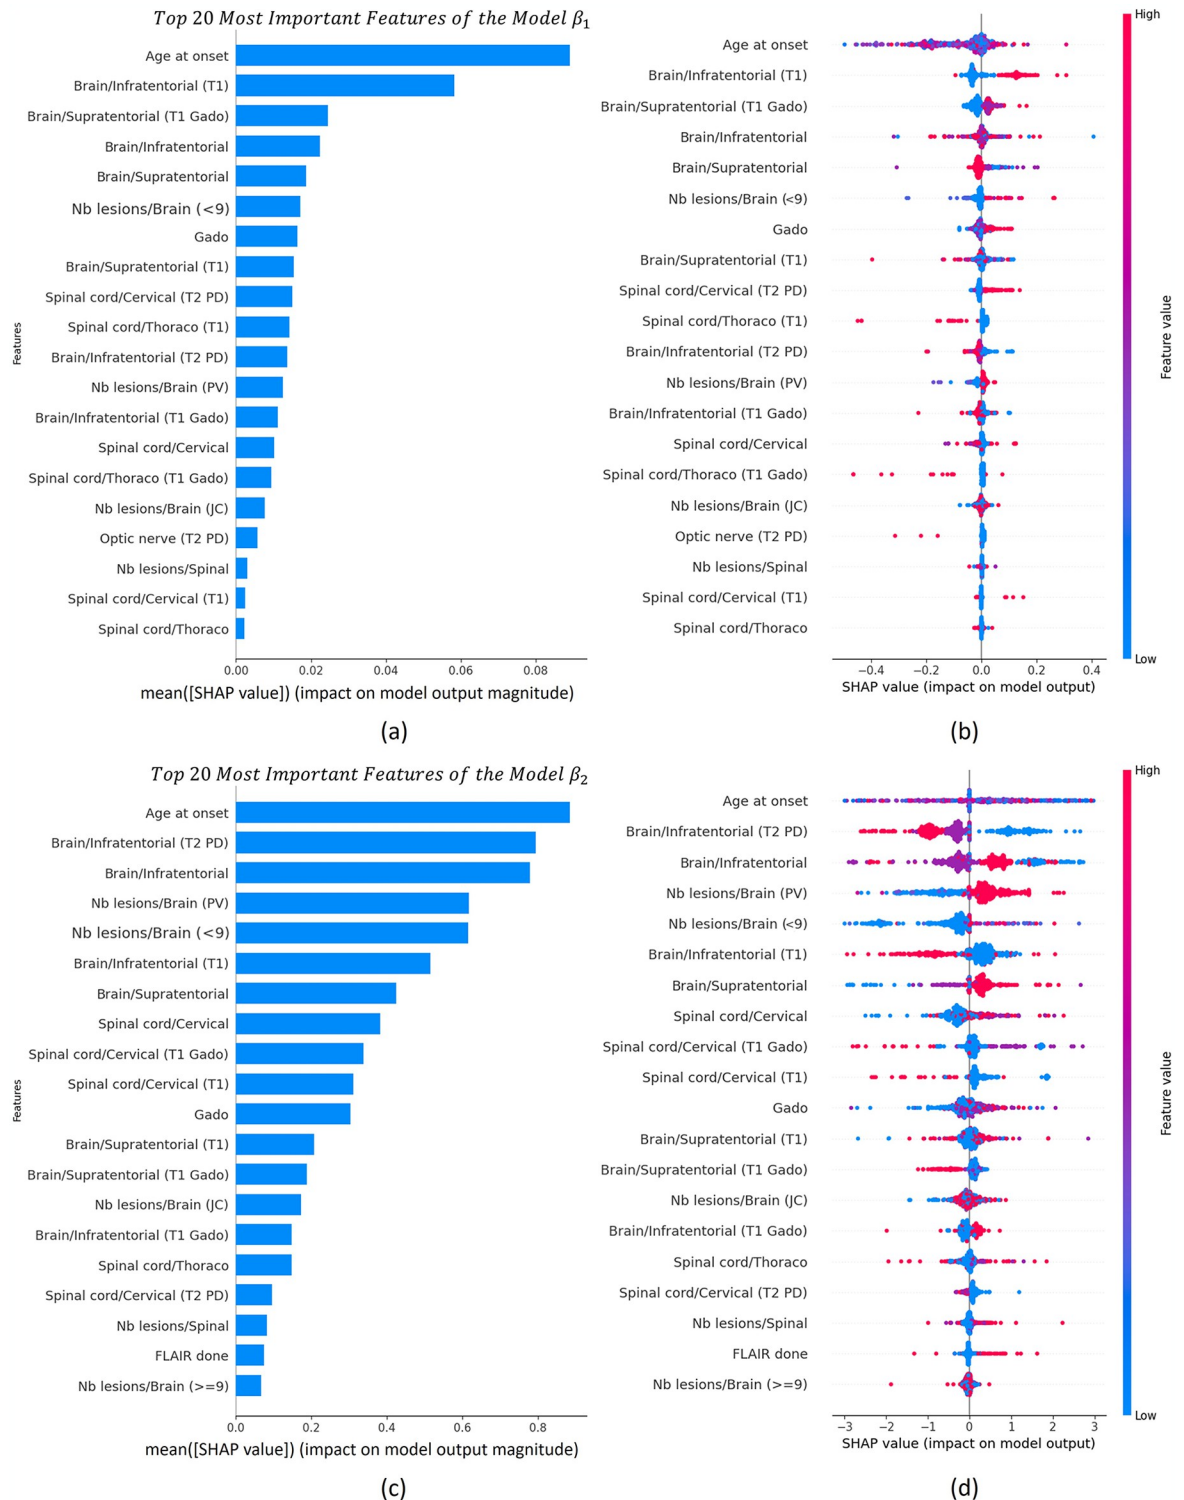 Top 20 Most Important Features of the Model β1
Age at onset
Brain/Infratentorial (T1)
Brain/Supratentorial (T1 Gado)
Brain/Infratentorial
Brain/Supratentorial
Nb lesions/Brain (<9)
Gado
Brain/Supratentorial (T1)
Spinal cord/Cervical (T2 PD)
Spinal cord/Thoraco (T1)
Brain/Infratentorial (T2 PD)
Nb lesions/Brain (PV)
Brain/Infratentorial (T1 Gado)
Spinal cord/Cervical
Spinal cord/Thoraco (T1 Gado)
Nb lesions/Brain (JC)
Optic nerve (T2 PD)
Nb lesions/Spinal
Spinal cord/Cervical (T1)
Spinal cord/Thoraco
Features
0.00 0.02 0.04 0.06 0.08
mean([SHAP value]) (impact on model output magnitude)
(a)
Age at onset
Brain/Infratentorial (T1)
Brain/Supratentorial (T1 Gado)
Brain/Infratentorial
Brain/Supratentorial
Nb lesions/Brain (<9)
Gado
Brain/Supratentorial (T1)
Spinal cord/Cervical (T2 PD)
Spinal cord/Thoraco (T1)
Brain/Infratentorial (T2 PD)
Nb lesions/Brain (PV)
Brain/Infratentorial (T1 Gado)
Spinal cord/Cervical
Spinal cord/Thoraco (T1 Gado)
Nb lesions/Brain (JC)
Optic nerve (T2 PD)
Nb lesions/Spinal
Spinal cord/Cervical (T1)
Spinal cord/Thoraco
−0.4 −0.2 0.0 0.2 0.4
SHAP value (impact on model output)
High
Feature value
Low
(b)
Top 20 Most Important Features of the Model β2
Age at onset
Brain/Infratentorial (T2 PD)
Brain/Infratentorial
Nb lesions/Brain (PV)
Nb lesions/Brain (<9)
Brain/Infratentorial (T1)
Brain/Supratentorial
Spinal cord/Cervical
Spinal cord/Cervical (T1 Gado)
Spinal cord/Cervical (T1)
Gado
Brain/Supratentorial (T1)
Brain/Supratentorial (T1 Gado)
Nb lesions/Brain (JC)
Brain/Infratentorial (T1 Gado)
Spinal cord/Thoraco
Spinal cord/Cervical (T2 PD)
Nb lesions/Spinal
FLAIR done
Nb lesions/Brain (>=9)
Features
0.0 0.2 0.4 0.6 0.8
mean([SHAP value]) (impact on model output magnitude)
(c)
Age at onset
Brain/Infratentorial (T2 PD)
Brain/Infratentorial
Nb lesions/Brain (PV)
Nb lesions/Brain (<9)
Brain/Infratentorial (T1)
Brain/Supratentorial
Spinal cord/Cervical
Spinal cord/Cervical (T1 Gado)
Spinal cord/Cervical (T1)
Gado
Brain/Supratentorial (T1)
Brain/Supratentorial (T1 Gado)
Nb lesions/Brain (JC)
Brain/Infratentorial (T1 Gado)
Spinal cord/Thoraco
Spinal cord/Cervical (T2 PD)
Nb lesions/Spinal
FLAIR done
Nb lesions/Brain (>=9)
−3 −2 −1 0 1 2 3
SHAP value (impact on model output)
High
Feature value
Low
(d)